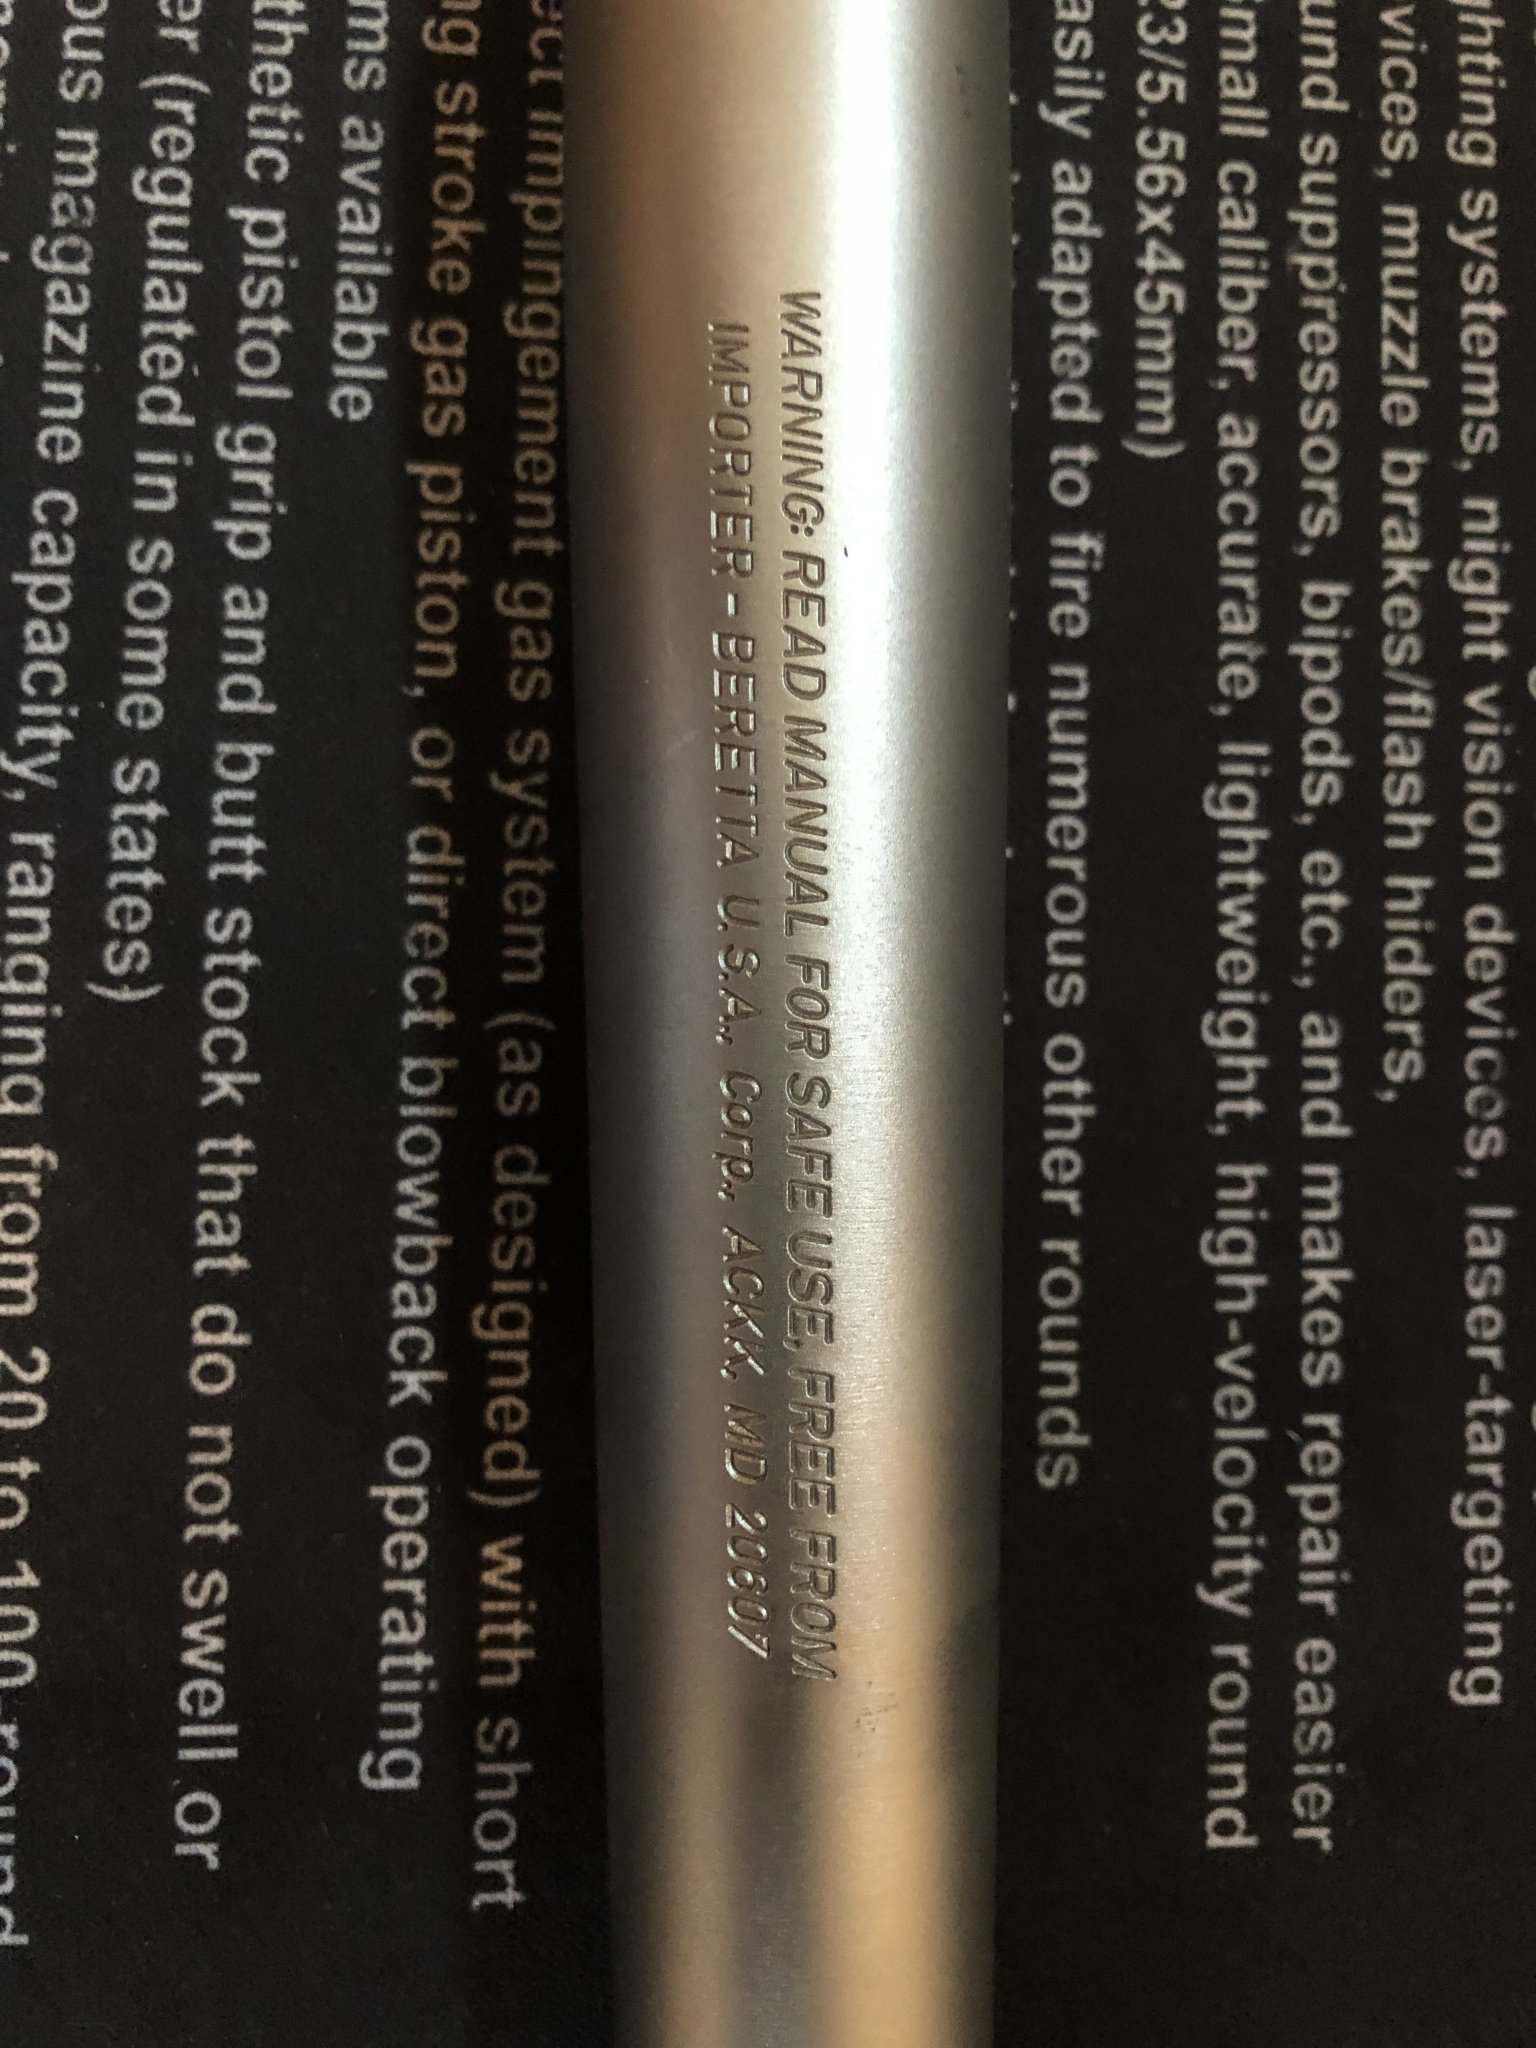 ghting systems, night vision devices, laser-targeting
vices, muzzle brakes/flash hiders,
und suppressors, bipods, etc., and makes repair easier
small caliber, accurate, lightweight, high-velocity round
23/5.56x45mm)
asily adapted to fire numerous other rounds
WARNING: READ MANUAL FOR SAFE USE, FREE FROM
IMPORTER - BERETTA U.S.A., Corp., ACKK, MD 20607
ect impingement gas system (as designed) with short
ng stroke gas piston, or direct blowback operating
ms available
thetic pistol grip and butt stock that do not swell or
er (regulated in some states)
ous magazine capacity, ranging from 20 to 100-round